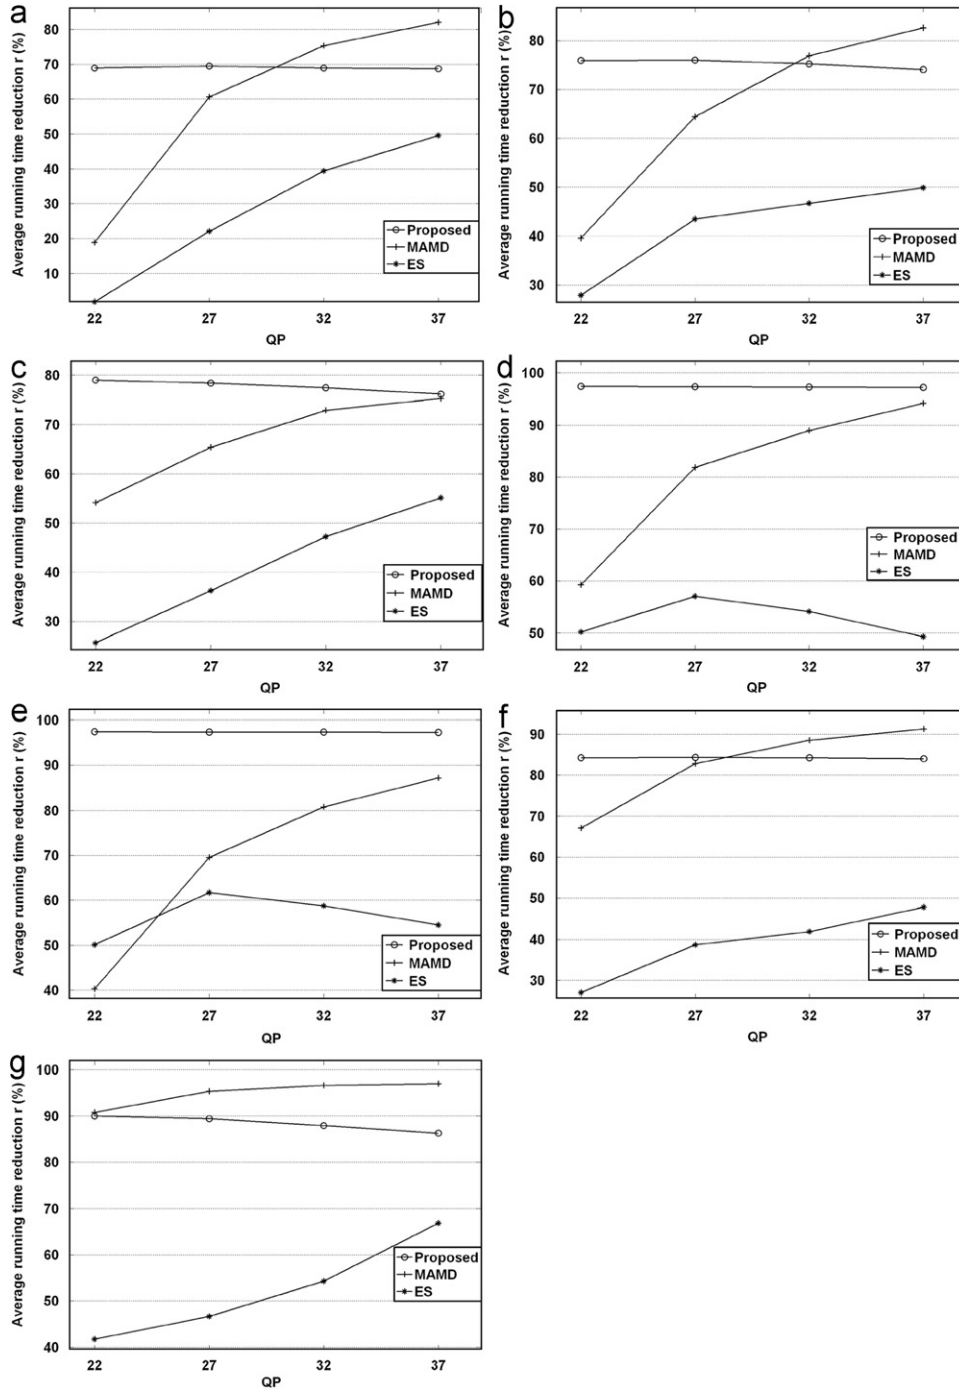 a
Average running time reduction r (%)
80
70
60
50
40
30
20
10
Proposed
MAMD
ES
22 27 32 37
QP
b
Average running time reduction r (%)
80
70
60
50
40
30
Proposed
MAMD
ES
22 27 32 37
QP
c
Average running time reduction r (%)
80
70
60
50
40
30
Proposed
MAMD
ES
22 27 32 37
QP
d
Average running time reduction r (%)
100
90
80
70
60
50
Proposed
MAMD
ES
22 27 32 37
QP
e
Average running time reduction r (%)
100
90
80
70
60
50
40
Proposed
MAMD
ES
22 27 32 37
QP
f
Average running time reduction r (%)
90
80
70
60
50
40
30
Proposed
MAMD
ES
22 27 32 37
QP
g
Average running time reduction r (%)
100
90
80
70
60
50
40
Proposed
MAMD
ES
22 27 32 37
QP